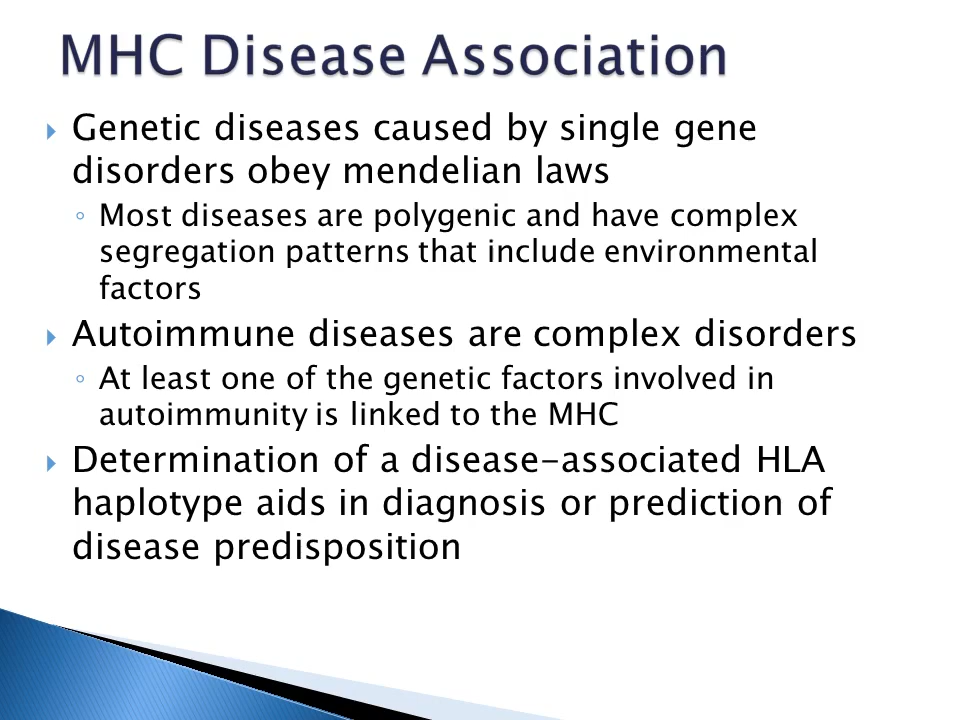 MHC Disease Association
Genetic diseases caused by single gene
disorders obey mendelian laws
Most diseases are polygenic and have complex
segregation patterns that include environmental
factors
Autoimmune diseases are complex disorders
At least one of the genetic factors involved in
autoimmunity is linked to the MHC
Determination of a disease-associated HLA
haplotype aids in diagnosis or prediction of
disease predisposition